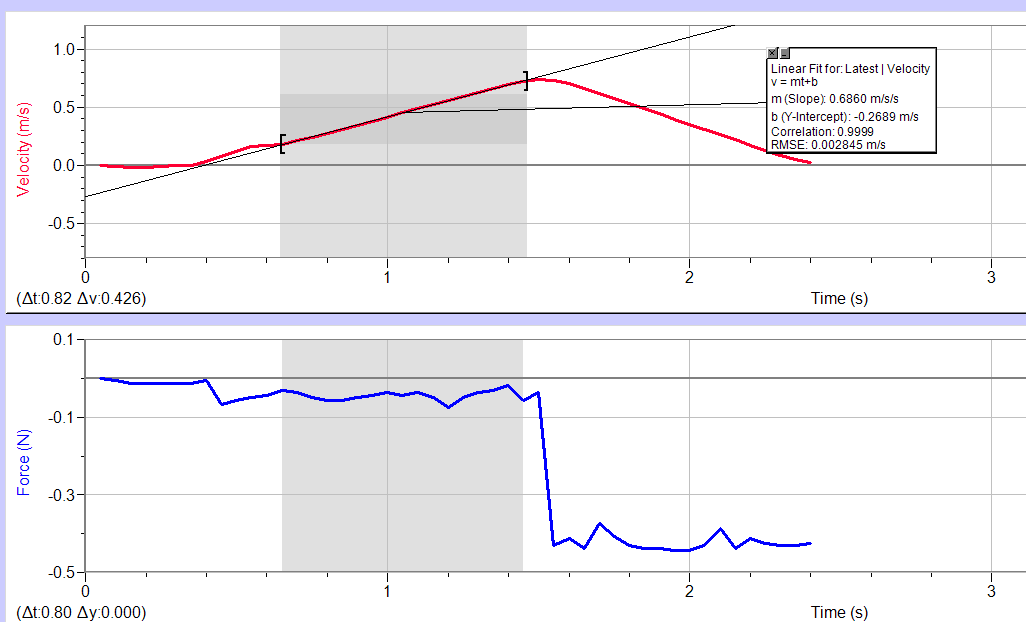 Velocity (m/s)
1.0
0.5
0.0
-0.5
Linear Fit for: Latest | Velocity
v = mt+b
m (Slope): 0.6860 m/s/s
b (Y-Intercept): -0.2689 m/s
Correlation: 0.9999
RMSE: 0.002845 m/s
0 1 2 3
(Δt:0.82 Δv:0.426) Time (s)
Force (N)
0.1
-0.1
-0.3
-0.5
0 1 2 3
(Δt:0.80 Δy:0.000) Time (s)